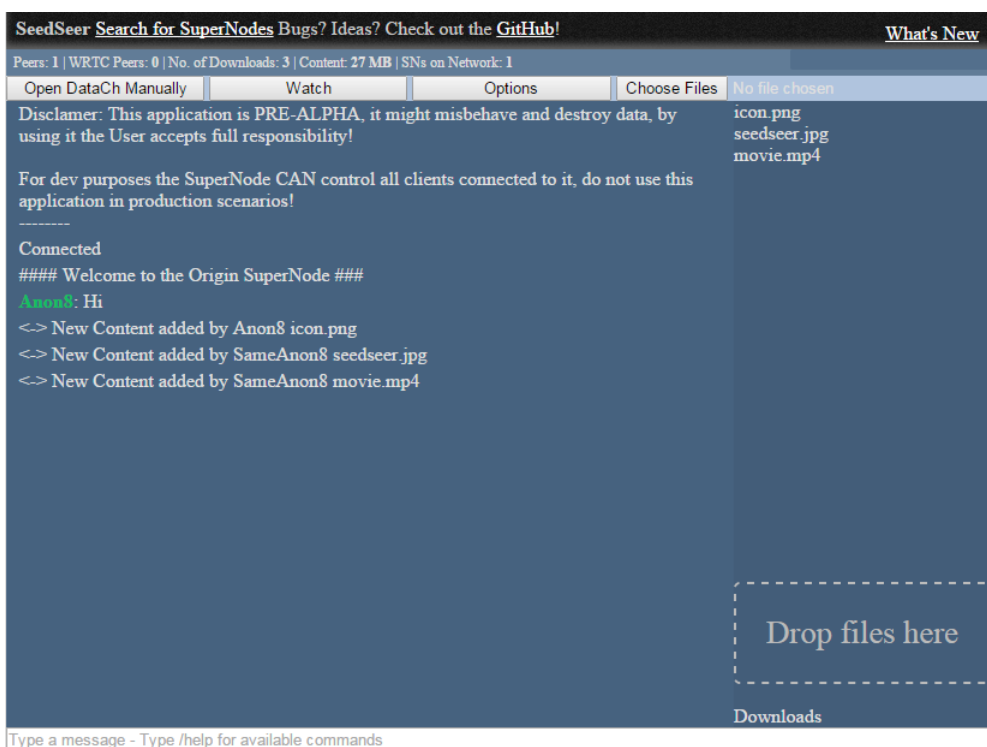 SeedSeer Search for SuperNodes Bugs? Ideas? Check out the GitHub!
What's New
Peers: 1 | WRTC Peers: 0 | No. of Downloads: 3 | Content: 27 MB | SNs on Network: 1
Open DataCh Manually
Watch
Options
Choose Files
No file chosen
Disclamer: This application is PRE-ALPHA, it might misbehave and destroy data, by
using it the User accepts full responsibility!
For dev purposes the SuperNode CAN control all clients connected to it, do not use this
application in production scenarios!
--------
Connected
#### Welcome to the Origin SuperNode ###
Anon8: Hi
<-> New Content added by Anon8 icon.png
<-> New Content added by SameAnon8 seedseer.jpg
<-> New Content added by SameAnon8 movie.mp4
icon.png
seedseer.jpg
movie.mp4
Drop files here
Downloads
Type a message - Type /help for available commands